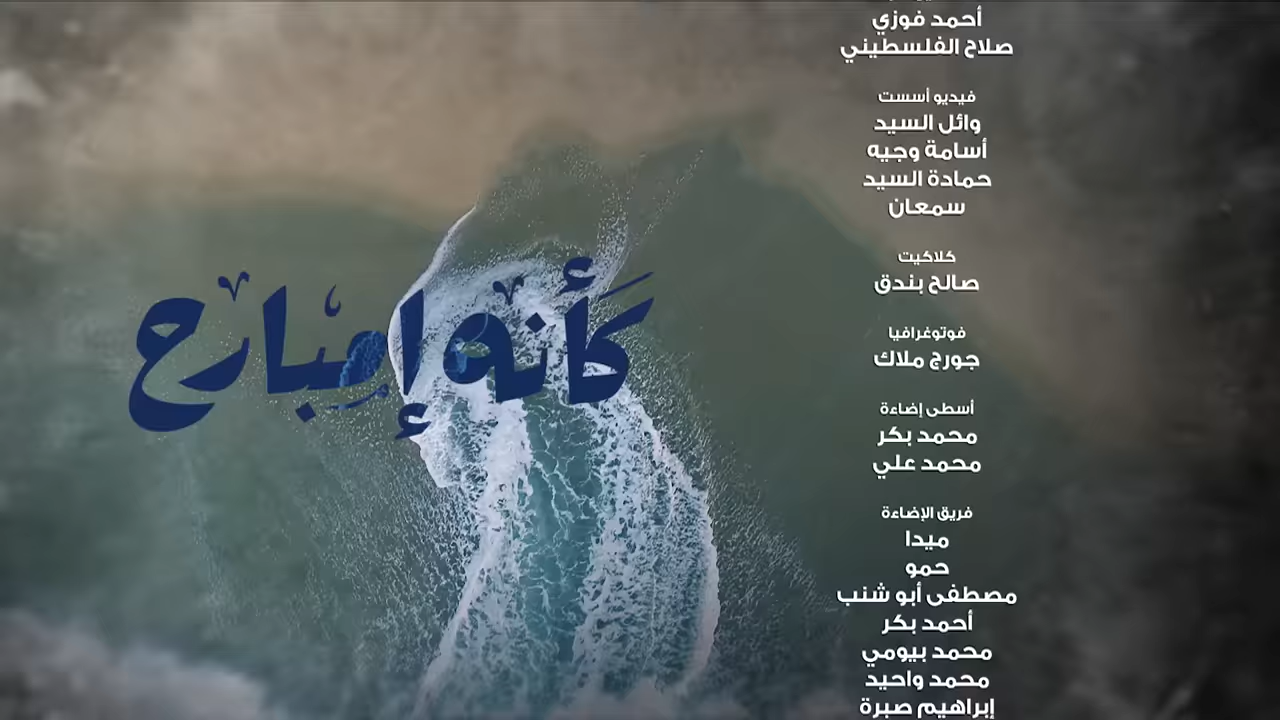 كأنه إمبارح
أحمد فوزي
صلاح الفلسطيني
فيديو أسست
وائل السيد
أسامة وجيه
حمادة السيد
سمعان
كلاكيت
صالح بندق
فوتوغرافيا
جورج ملاك
أسطى إضاءة
محمد بكر
محمد علي
فريق الإضاءة
ميدا
حمو
مصطفى أبو شنب
أحمد بكر
محمد بيومي
محمد واحيد
إبراهيم صبرة